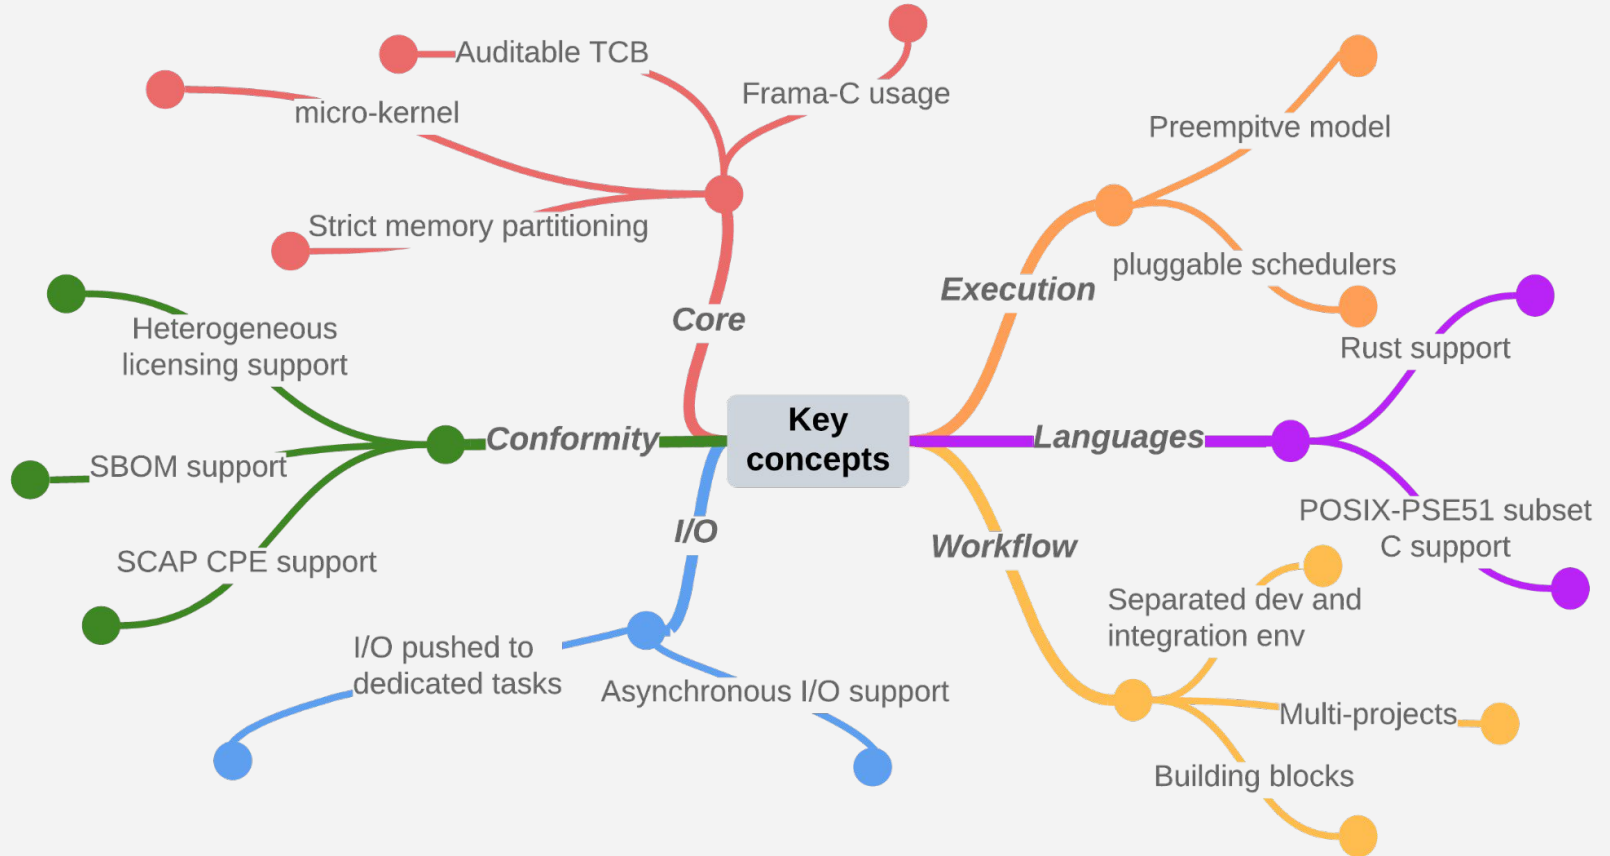 Auditable TCB
Frama-C usage
micro-kernel
Preempitve model
Strict memory partitioning
pluggable schedulers
Execution
Core
Heterogeneous
licensing support
Rust support
Key
concepts
Conformity
Languages
SBOM support
POSIX-PSE51 subset
C support
I/O
Workflow
SCAP CPE support
Separated dev and
integration env
I/O pushed to
dedicated tasks
Asynchronous I/O support
Multi-projects
Building blocks